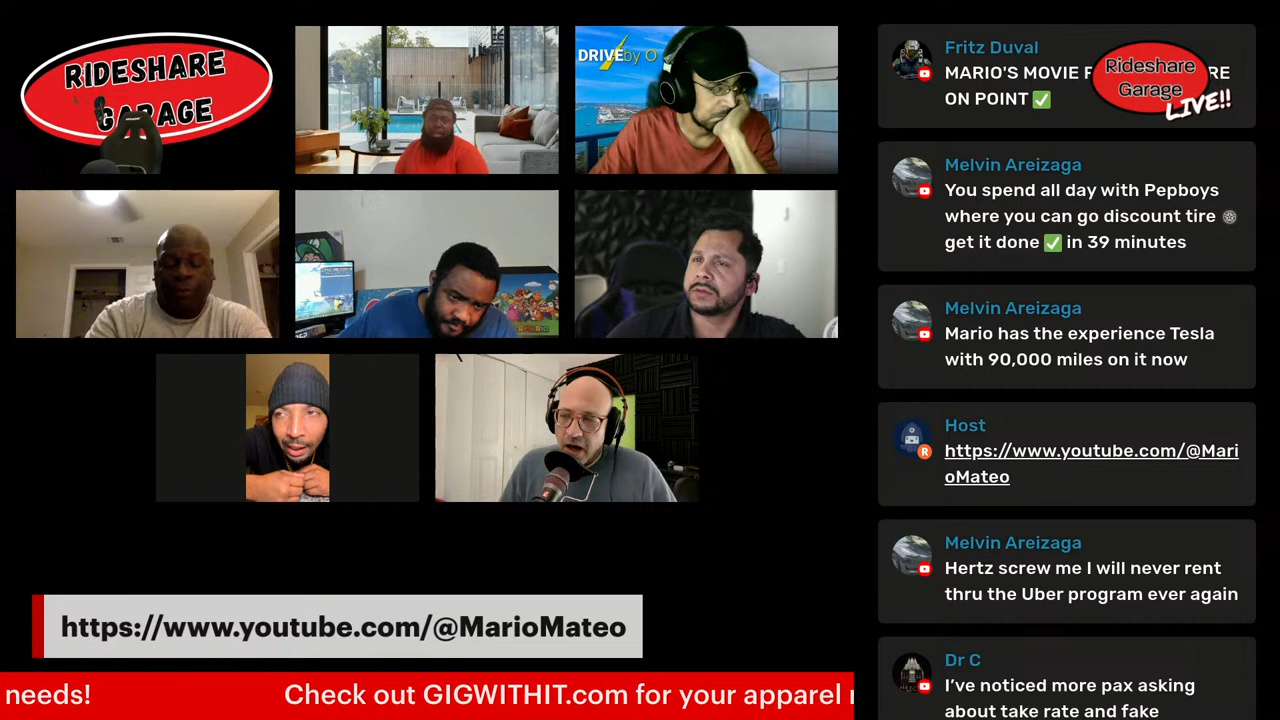 RIDESHARE
GARAGE
DRIVEby O
Fritz Duval
MARIO'S MOVIE
RE
ON POINT ✅
Rideshare
Garage
LIVE!!
Melvin Areizaga
You spend all day with Pepboys
where you can go discount tire 🛞
get it done ✅ in 39 minutes
Melvin Areizaga
Mario has the experience Tesla
with 90,000 miles on it now
Host
https://www.youtube.com/@Mari
oMateo
Melvin Areizaga
Hertz screw me I will never rent
thru the Uber program ever again
Dr C
I've noticed more pax asking
about take rate and fake
https://www.youtube.com/@MarioMateo
needs!
Check out GIGWITHIT.com for your apparel